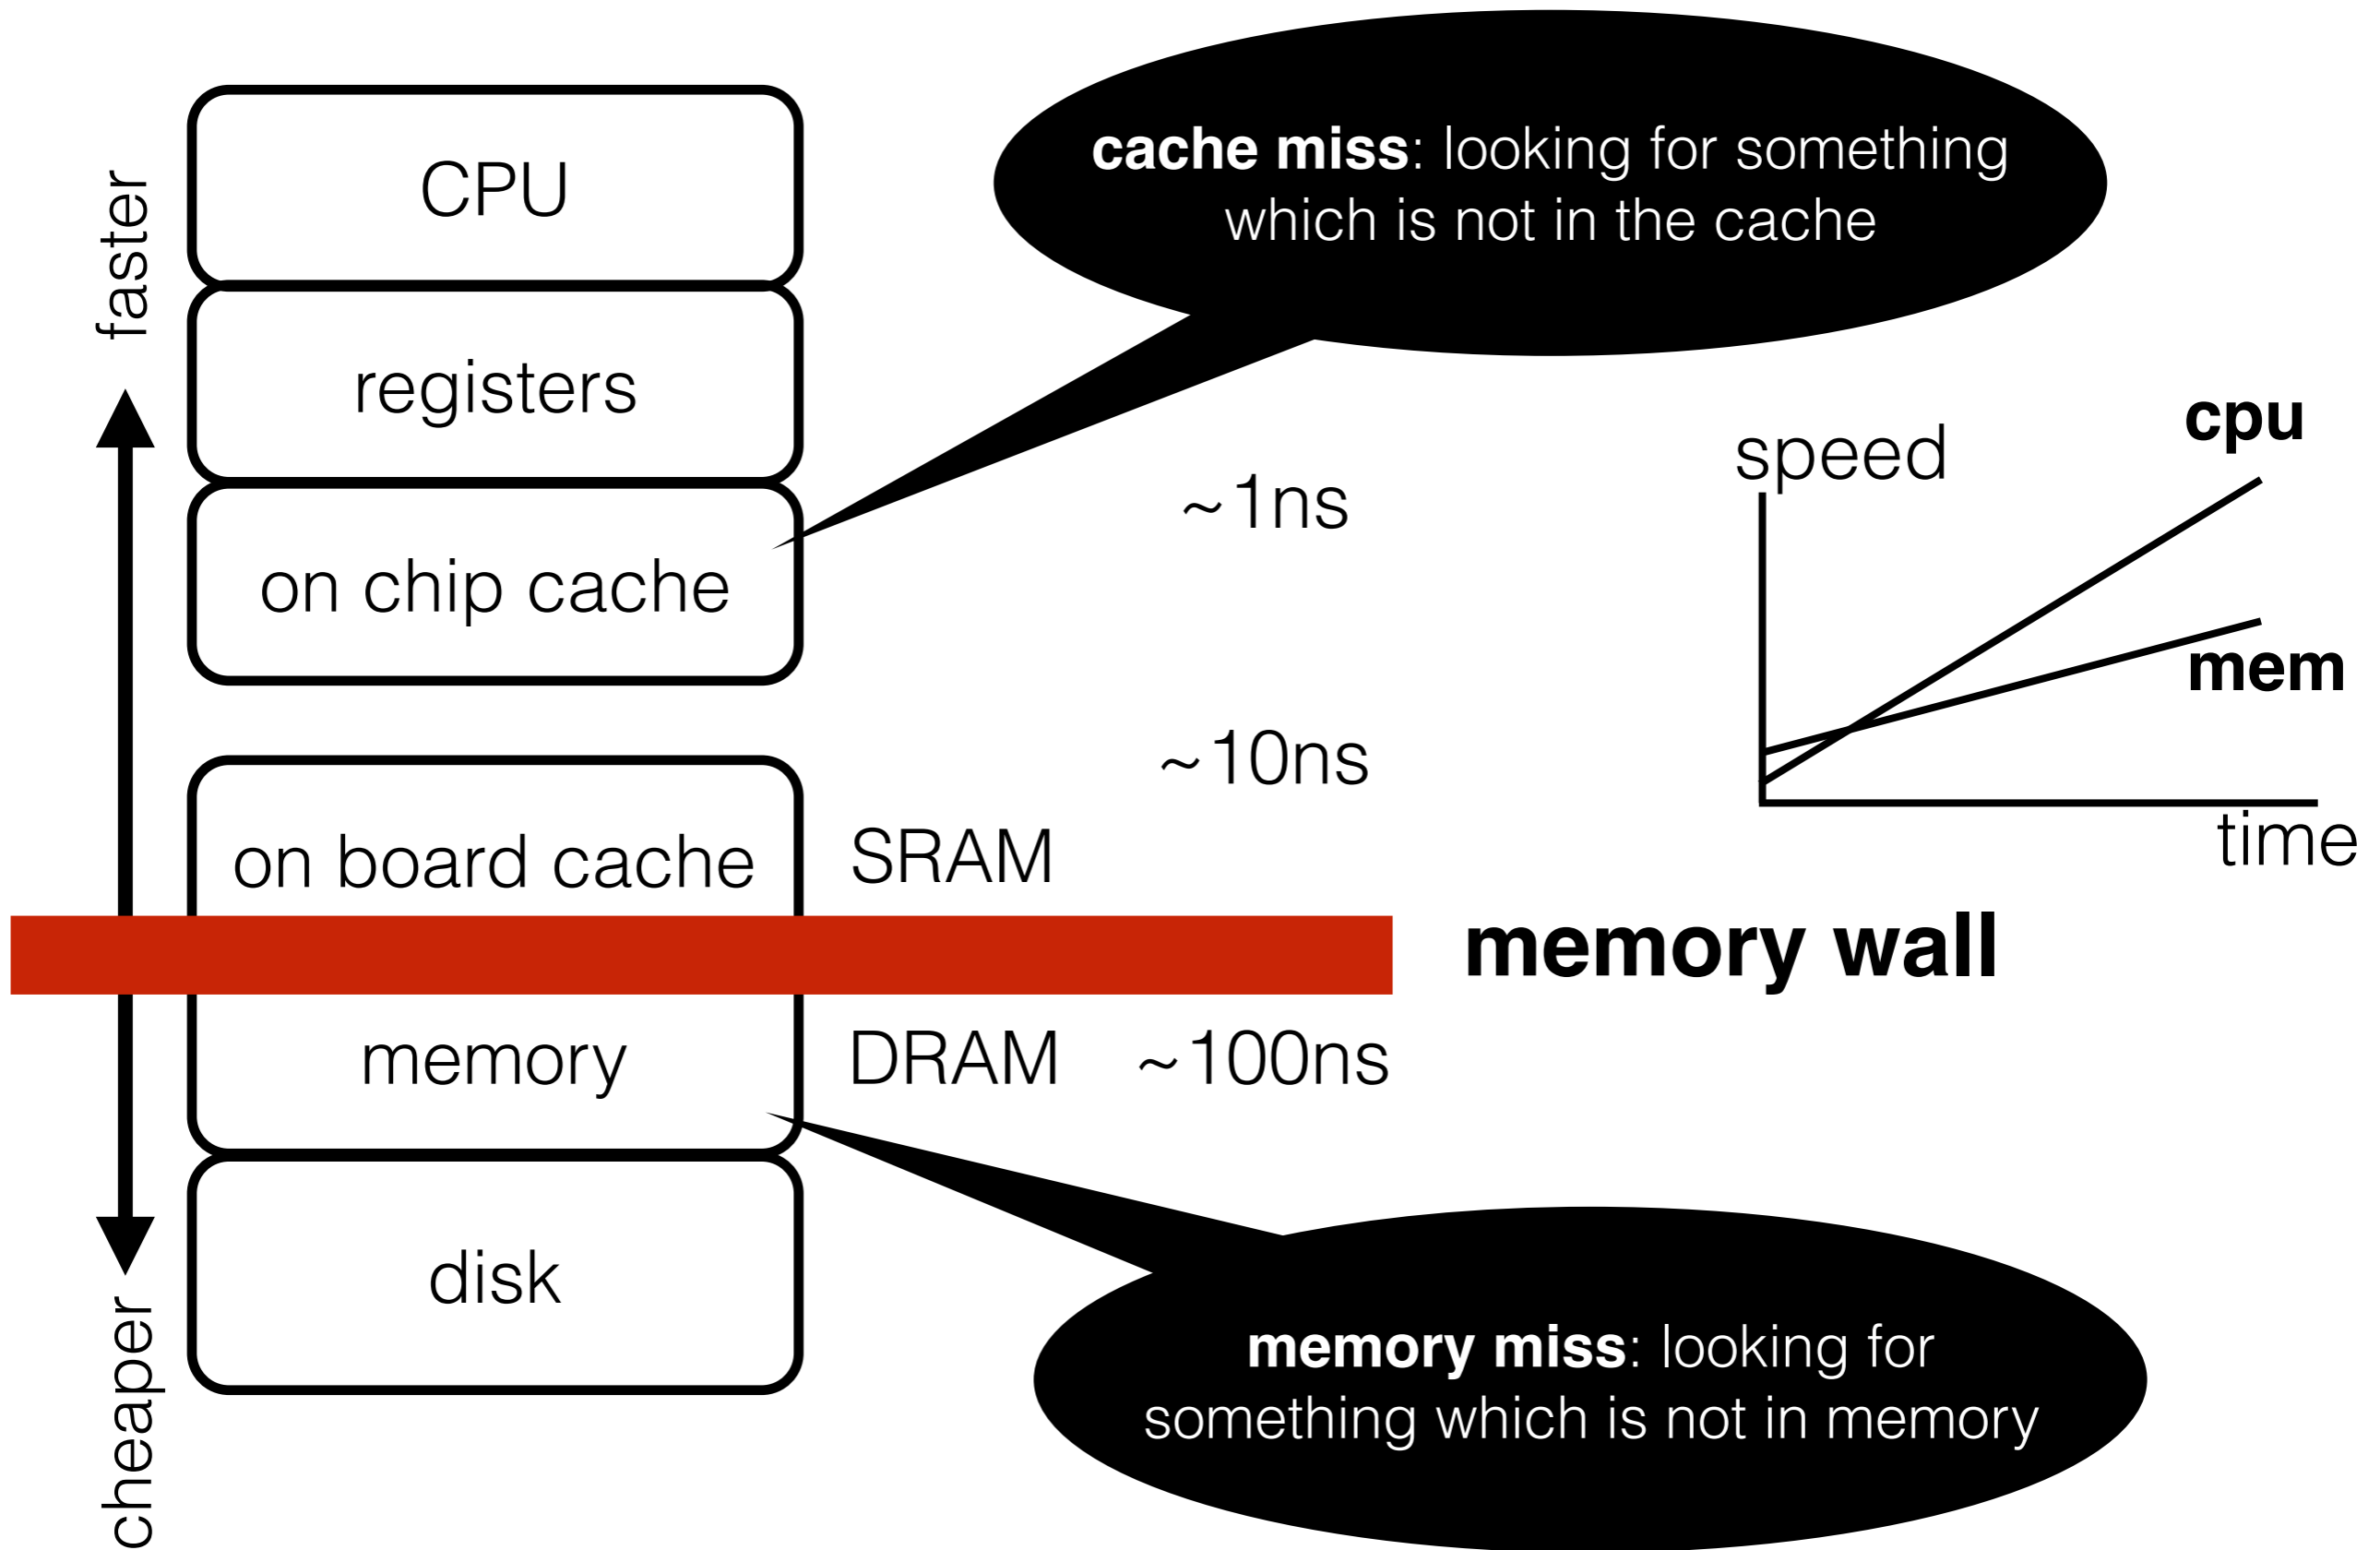 faster
cheaper
CPU
registers
on chip cache
on board cache
memory
disk
SRAM
DRAM
~1ns
~10ns
~100ns
cache miss: looking for something
which is not in the cache
speed
cpu
mem
time
memory wall
memory miss: looking for
something which is not in memory